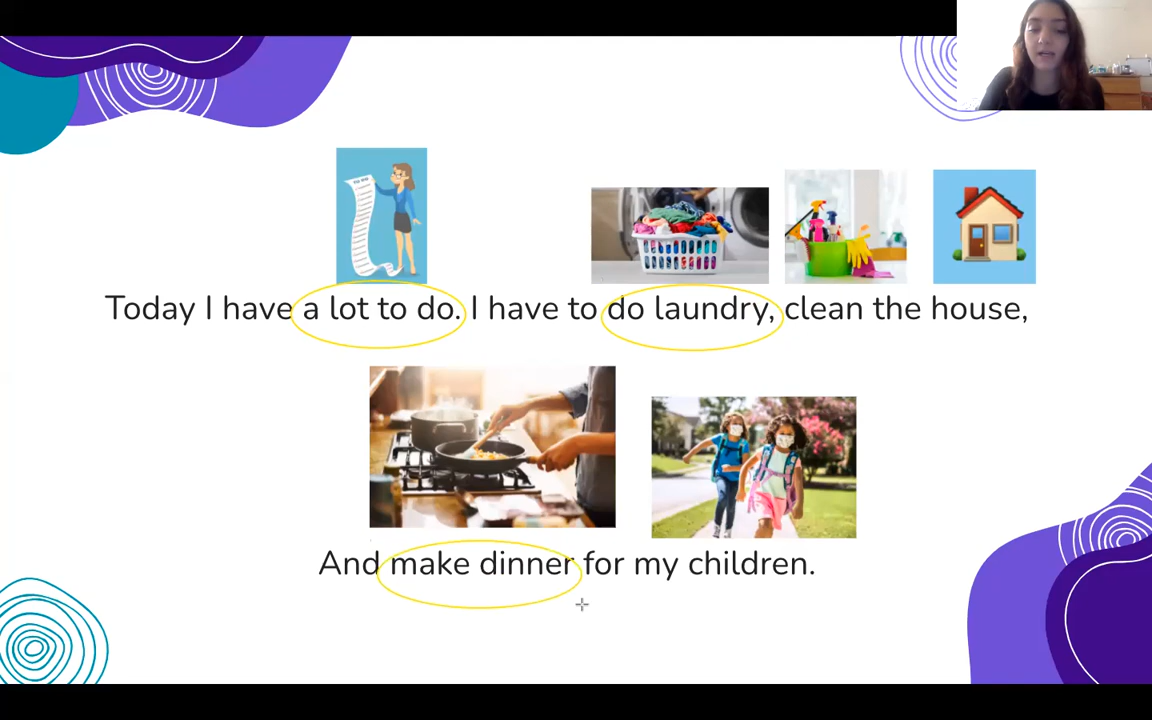 Today I have a lot to do. I have to do laundry, clean the house,
And make dinner for my children.